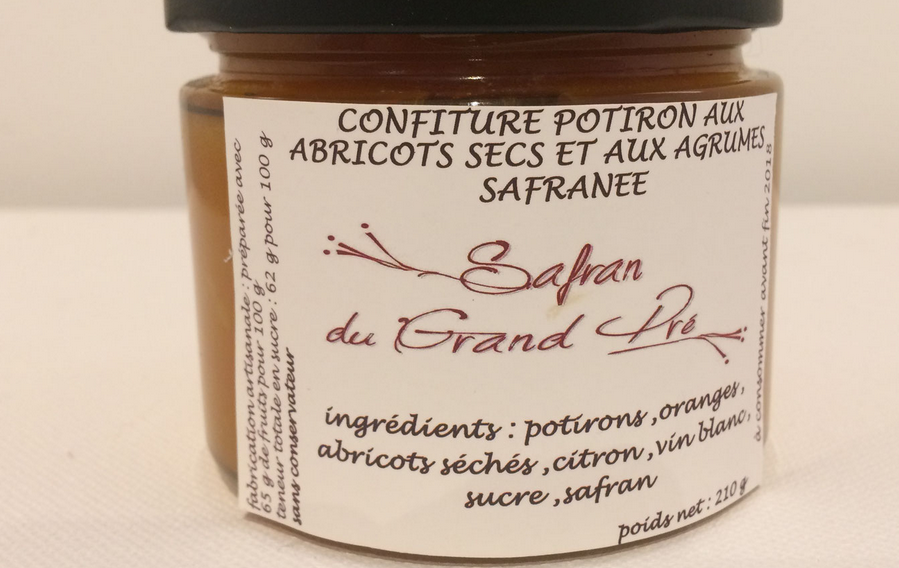 CONFITURE POTIRON AUX
ABRICOTS SECS ET AUX AGRUMES
SAFRANEE
Safran
du Grand Pré
ingrédients : potirons ,oranges,
abricots séchés ,citron ,vin blanc,
sucre ,safran
poids net : 210 g
fabrication artisanale : préparée avec
65 g de fruits pour 100 g
teneur totale en sucre : 62 g pour 100 g
sans conservateur
à consommer avant fin 2018